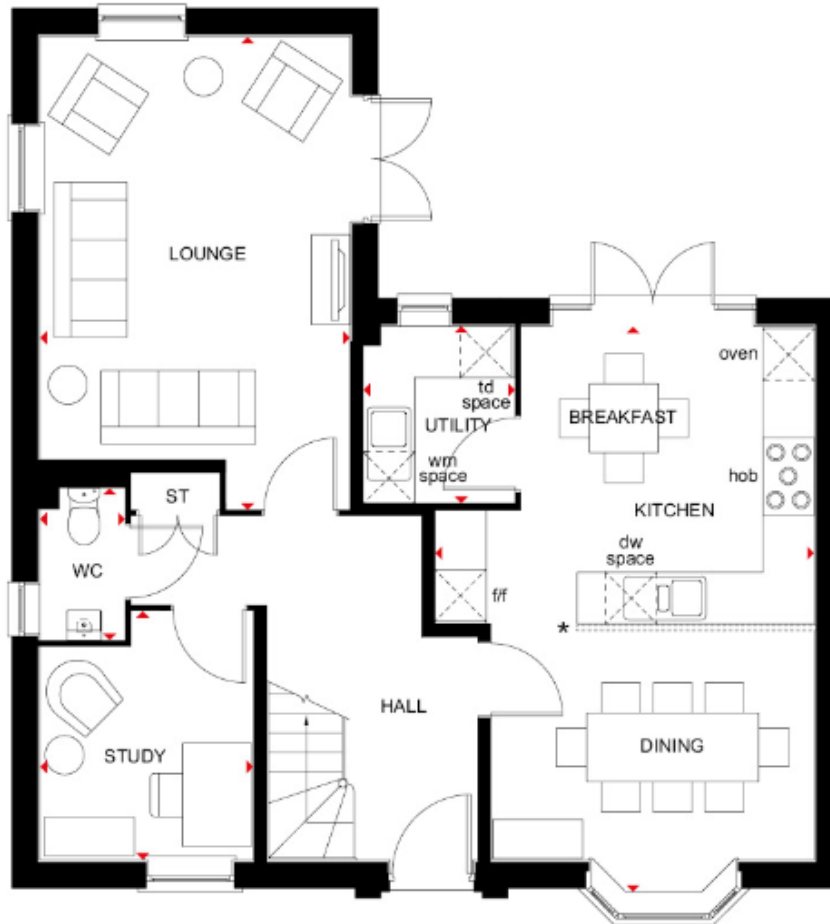 LOUNGE
oven
td
space
BREAKFAST
UTILITY
wm
space
hob
ST
KITCHEN
dw
space
WC
f/f
*
HALL
DINING
STUDY